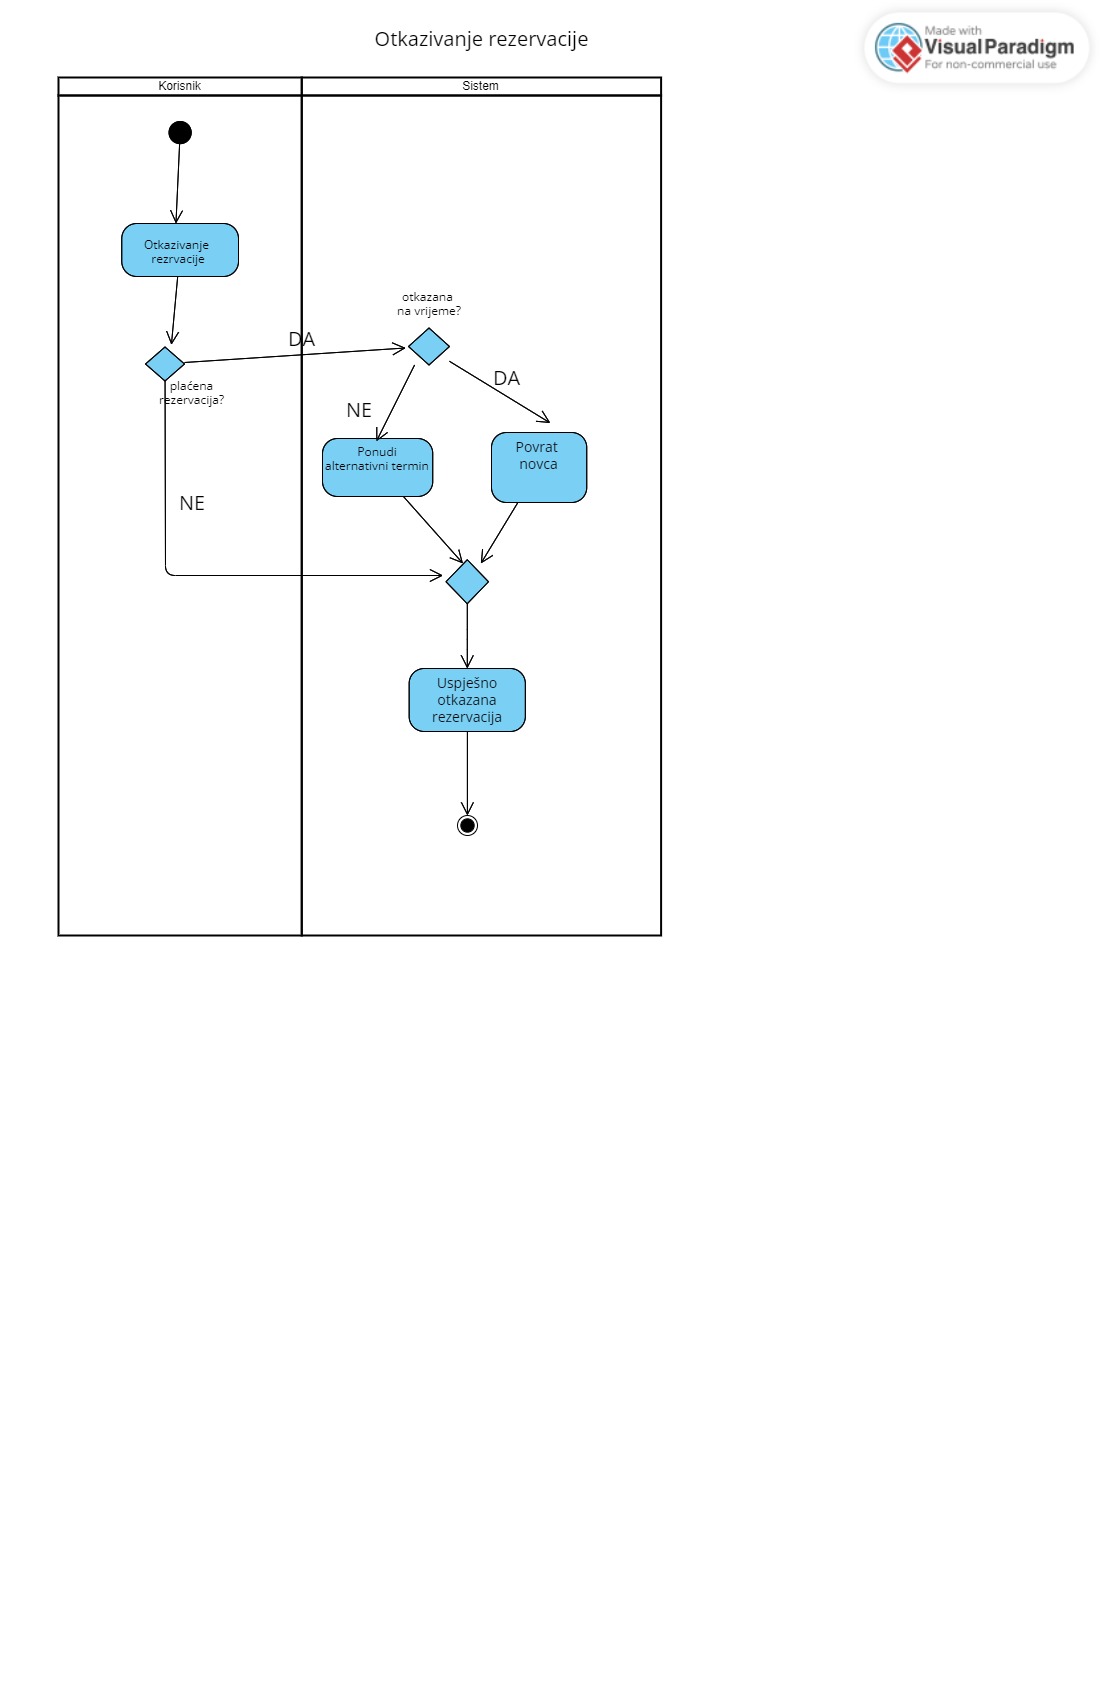 Otkazivanje rezervacije
Made with
Visual Paradigm
For non-commercial use
Korisnik
Sistem
Otkazivanje
rezrvacije
otkazana
na vrijeme?
DA
plaćena
rezervacija?
DA
NE
Ponudi
alternativni termin
Povrat
novca
NE
Uspješno
otkazana
rezervacija